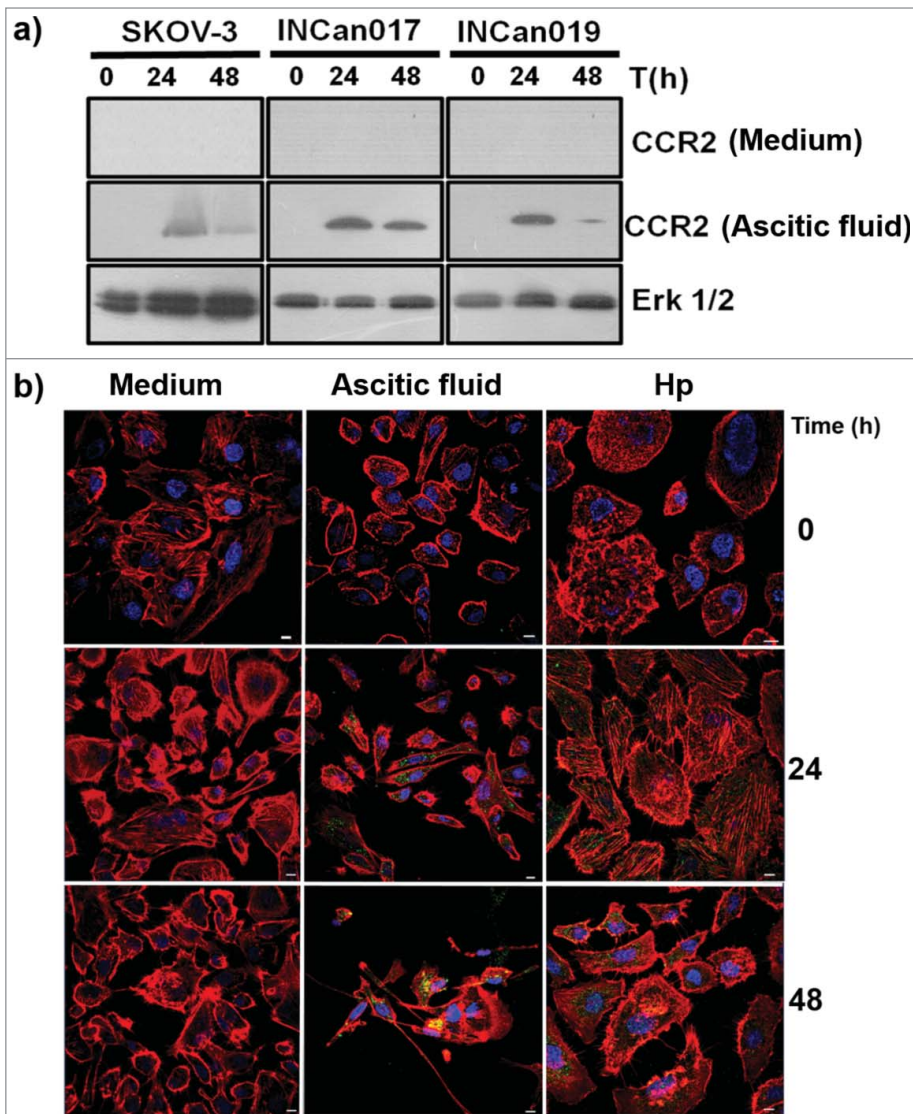 a) SKOV-3 INCan017 INCan019
0 24 48 0 24 48 0 24 48 T(h)
CCR2 (Medium)
CCR2 (Ascitic fluid)
Erk 1/2
b) Medium Ascitic fluid Hp
Time (h)
0
24
48